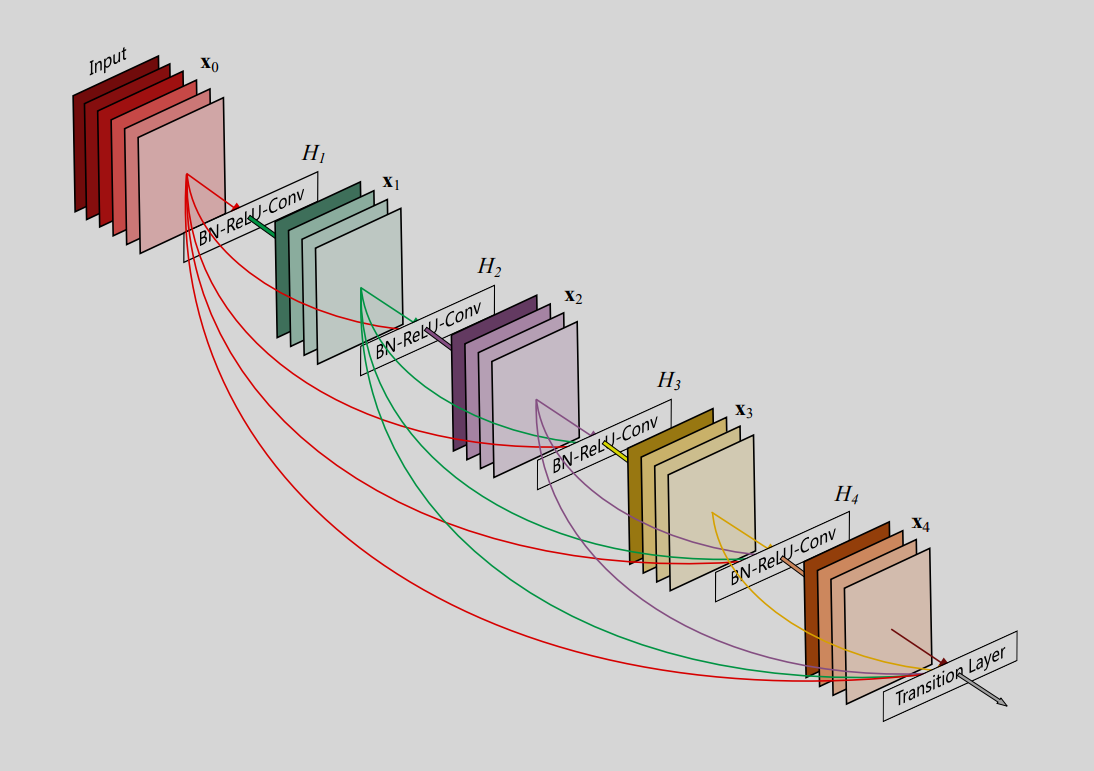 Input
x0
H1
BN-ReLU-Conv
x1
H2
BN-ReLU-Conv
x2
H3
BN-ReLU-Conv
x3
H4
BN-ReLU-Conv
x4
Transition Layer